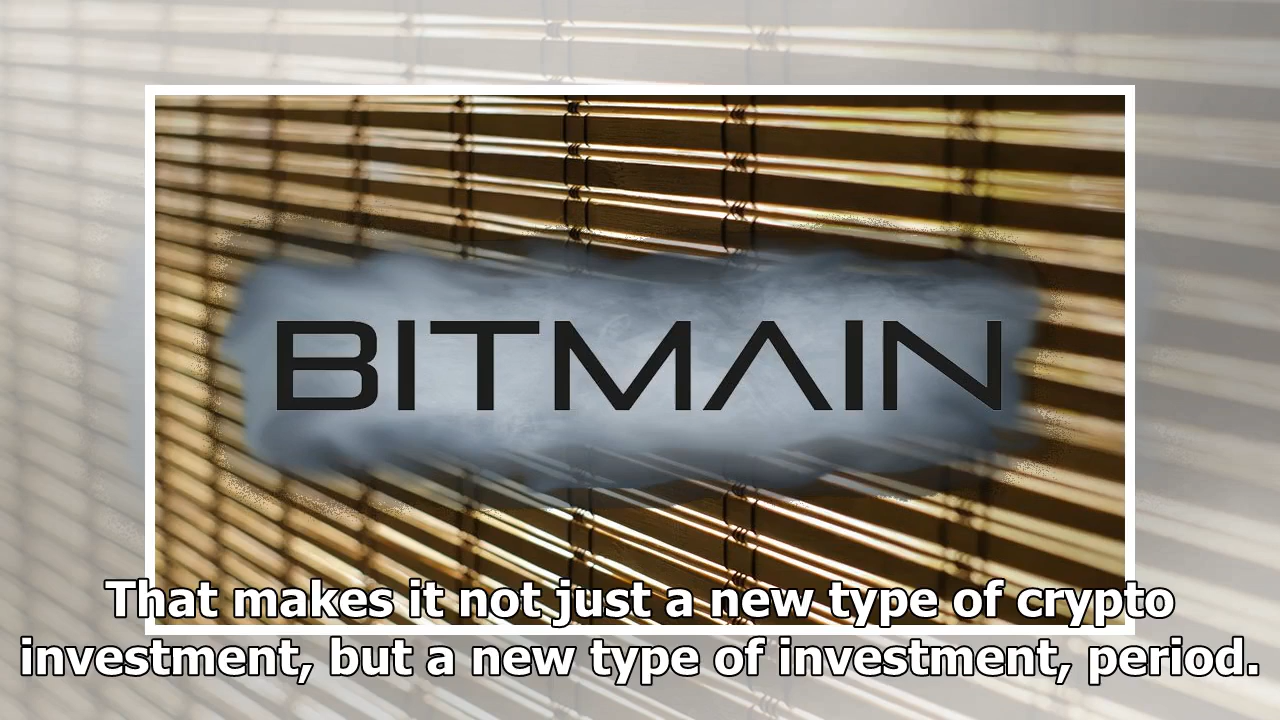 BITMAIN
That makes it not just a new type of crypto
investment, but a new type of investment, period.